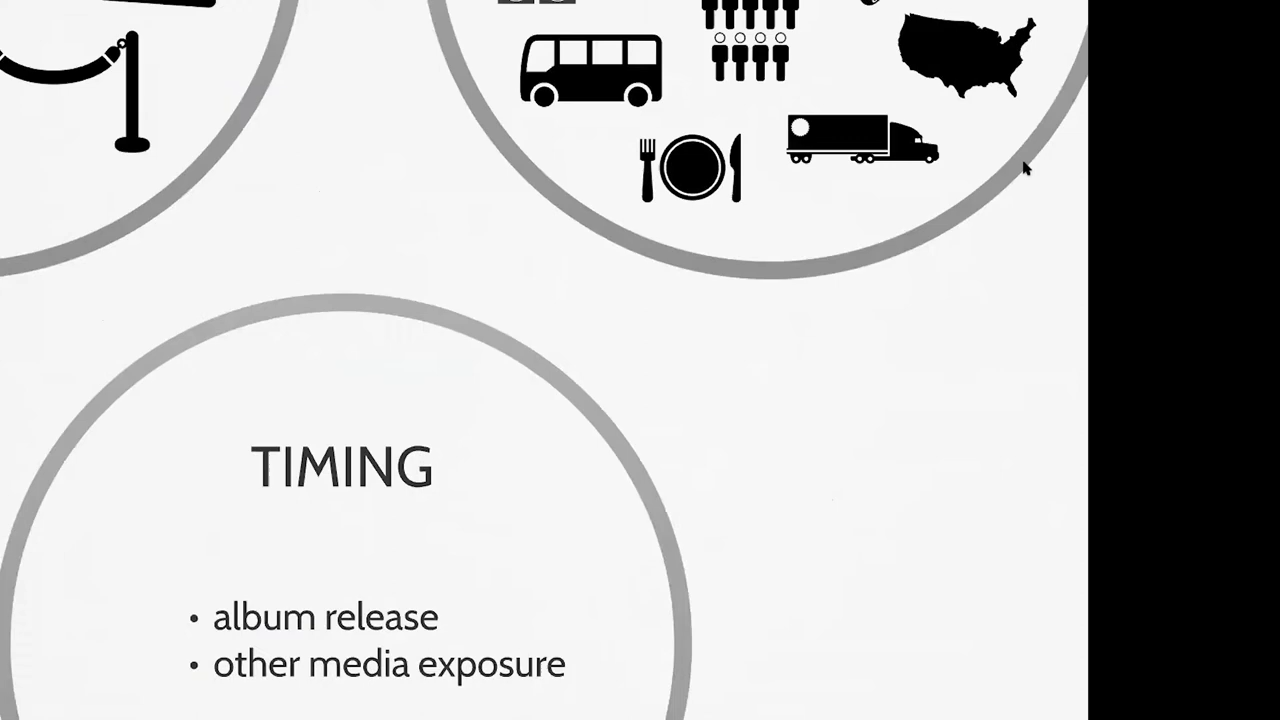 TIMING
• album release
• other media exposure